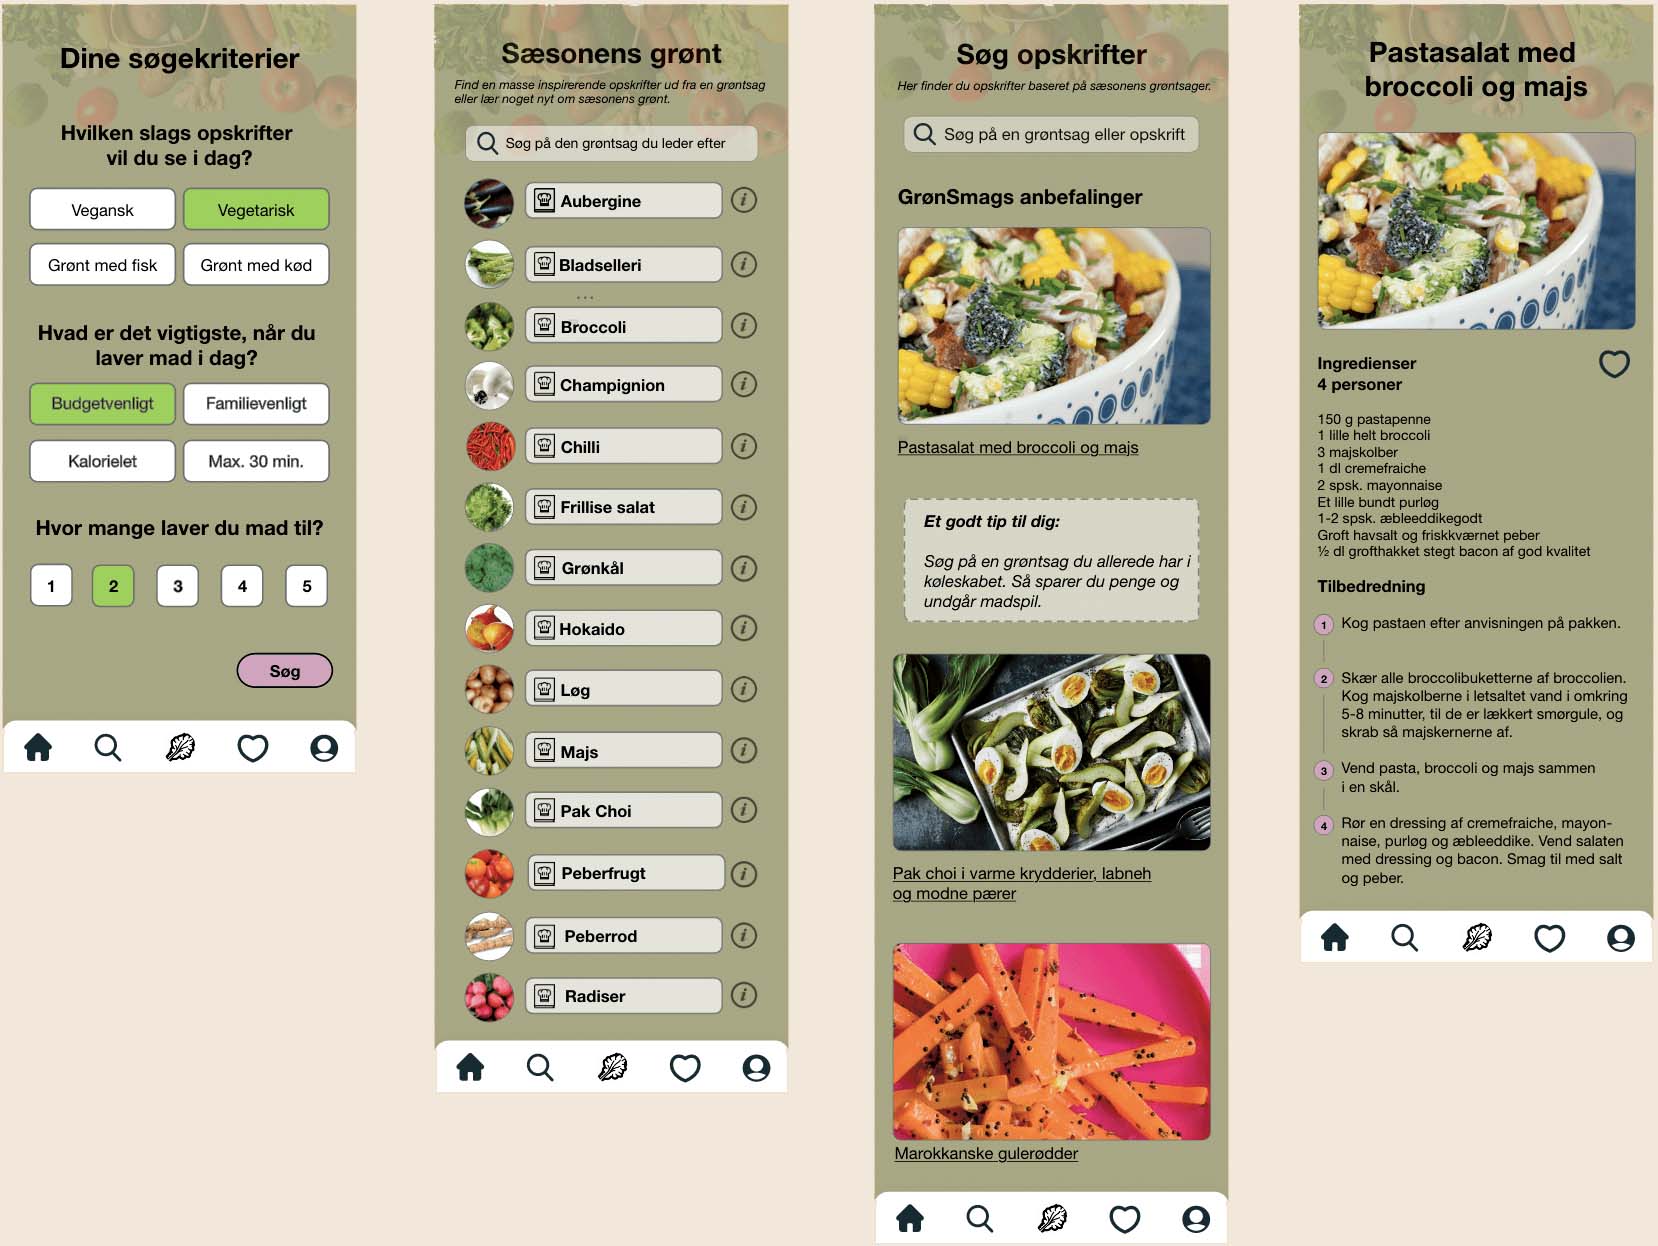 Dine søgekriterier
Hvilken slags opskrifter
vil du se i dag?
Vegansk
Vegetarisk
Grønt med fisk
Grønt med kød
Hvad er det vigtigste, når du
laver mad i dag?
Budgetvenligt
Familievenligt
Kalorielet
Max. 30 min.
Hvor mange laver du mad til?
1
2
3
4
5
Søg
Sæsonens grønt
Find en masse inspirerende opskrifter ud fra en grøntsag
eller lær noget nyt om sæsonens grønt.
Søg på den grøntsag du leder efter
Aubergine
i
Bladselleri
i
...
Broccoli
i
Champignion
i
Chilli
i
Frillise salat
i
Grønkål
i
Hokaido
i
Løg
i
Majs
i
Pak Choi
i
Peberfrugt
i
Peberrod
i
Radiser
i
Søg opskrifter
Her finder du opskrifter baseret på sæsonens grøntsager.
Søg på en grøntsag eller opskrift
GrønSmags anbefalinger
Pastasalat med broccoli og majs
Et godt tip til dig:
Søg på en grøntsag du allerede har i
køleskabet. Så sparer du penge og
undgår madspil.
Pak choi i varme krydderier, labneh
og modne pærer
Marokkanske gulerødder
Pastasalat med
broccoli og majs
Ingredienser
4 personer
150 g pastapenne
1 lille helt broccoli
3 majskolber
1 dl cremefraiche
2 spsk. mayonnaise
Et lille bundt purløg
1-2 spsk. æbleeddikegodt
Groft havsalt og friskkværnet peber
½ dl grofthakket stegt bacon af god kvalitet
Tilbedredning
1 Kog pastaen efter anvisningen på pakken.
2 Skær alle broccolibuketterne af broccolien.
Kog majskolberne i letsaltet vand i omkring
5-8 minutter, til de er lækkert smørgule, og
skrab så majskernerne af.
3 Vend pasta, broccoli og majs sammen
i en skål.
4 Rør en dressing af cremefraiche, mayon-
naise, purløg og æbleeddike. Vend salaten
med dressing og bacon. Smag til med salt
og peber.